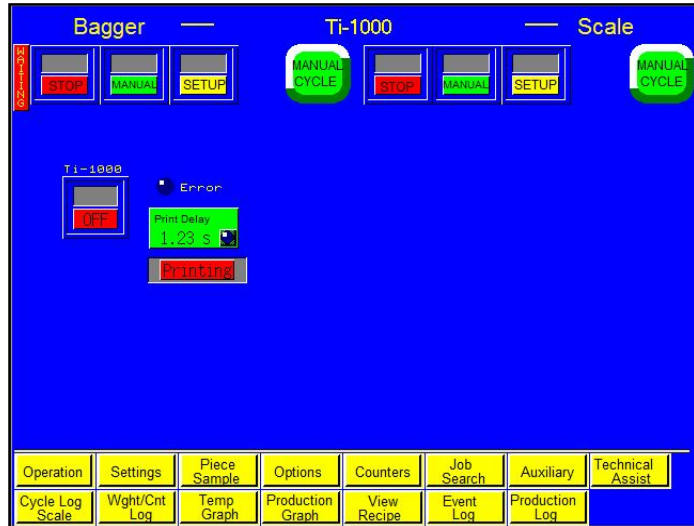 Bagger — Ti-1000 — Scale
WAITING
STOP MANUAL SETUP MANUAL CYCLE STOP MANUAL SETUP MANUAL CYCLE
Ti-1000
OFF
Error
Print Delay
1.23 s
Printing
Operation Settings Piece Sample Options Counters Job Search Auxiliary Technical Assist
Cycle Log Scale Wght/Cnt Log Temp Graph Production Graph View Recipe Event Log Production Log